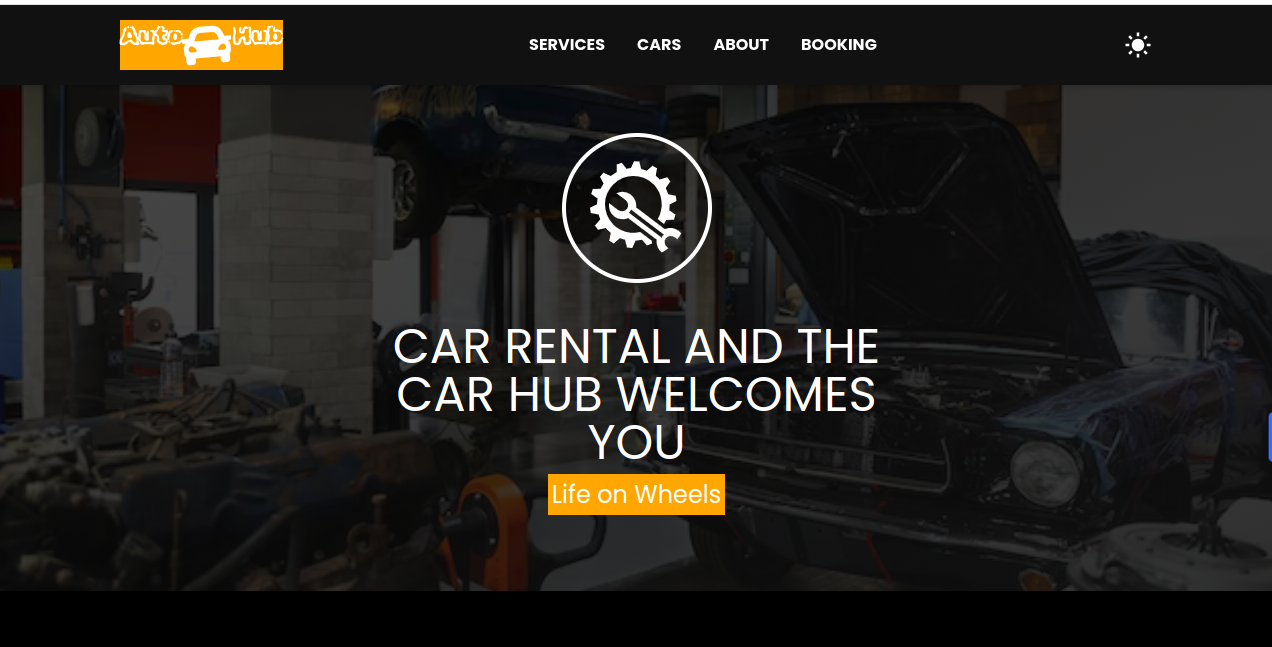 Auto Hub
SERVICES CARS ABOUT BOOKING
CAR RENTAL AND THE
CAR HUB WELCOMES
YOU
Life on Wheels